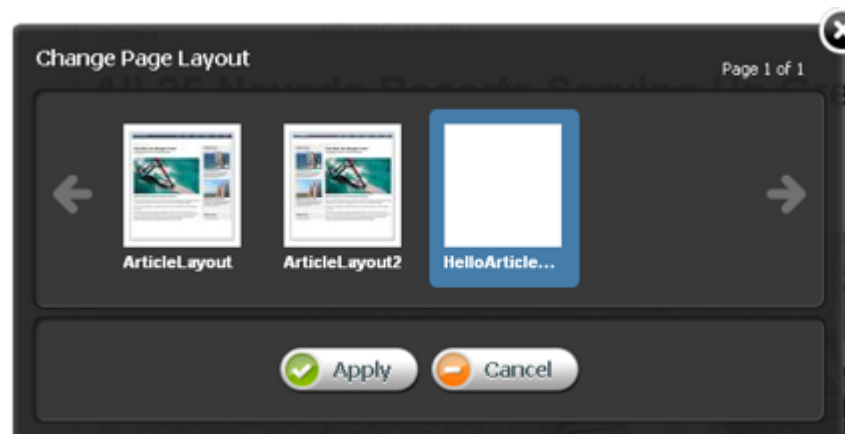 Change Page Layout
Page 1 of 1
ArticleLayout
ArticleLayout2
HelloArticle...
Apply
Cancel